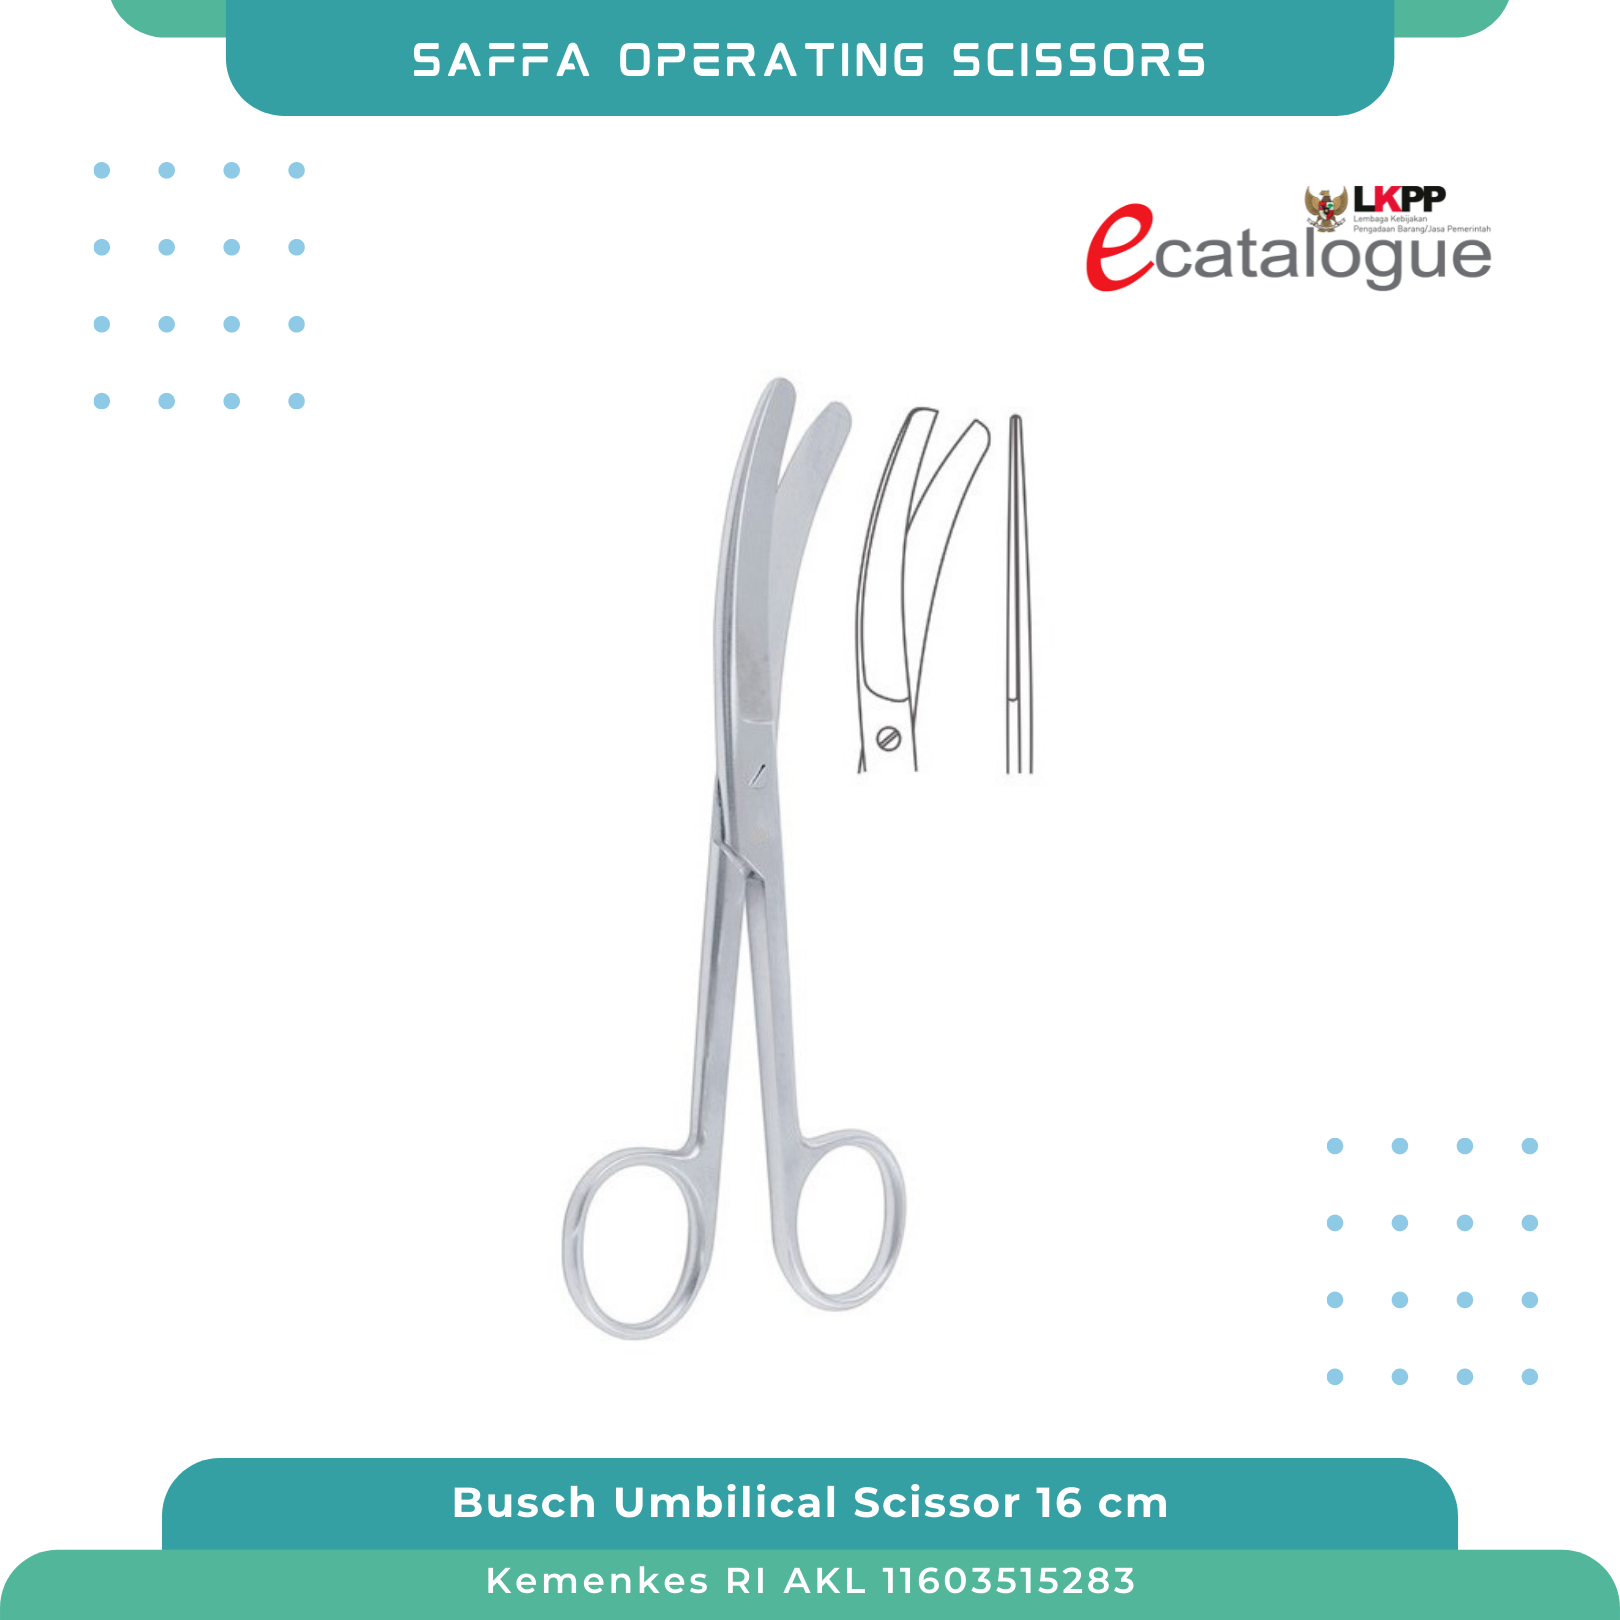 SAFFA OPERATING SCISSORS
LKPP
Lembaga Kebijakan
Pengadaan Barang/Jasa Pemerintah
ecatalogue
Busch Umbilical Scissor 16 cm
Kemenkes RI AKL 11603515283